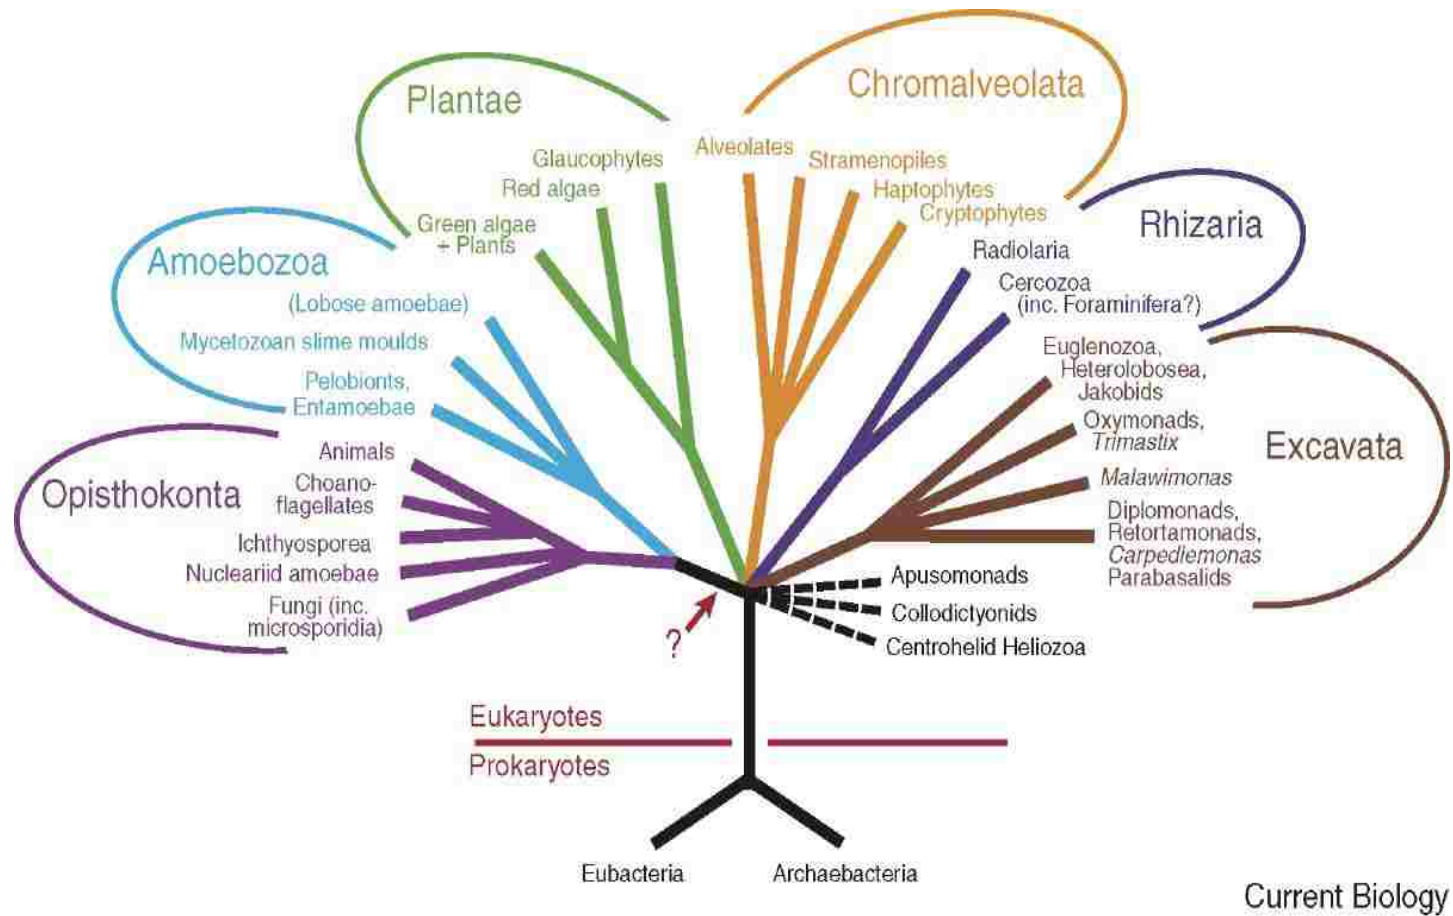 Plantae
Glaucophytes
Red algae
Green algae
+ Plants
Chromalveolata
Alveolates
Stramenopiles
Haptophytes
Cryptophytes
Rhizaria
Radiolaria
Cercozoa
(inc. Foraminifera?)
Amoebozoa
(Lobose amoebae)
Mycetozoan slime moulds
Pelobionts,
Entamoebae
Excavata
Euglenozoa,
Heterolobosea,
Jakobids
Oxymonads,
Trimastix
Malawimonas
Diplomonads,
Retortamonads,
Carpediemonas
Parabasalids
Opisthokonta
Animals
Choano-
flagellates
Ichthyosporea
Nucleariid amoebae
Fungi (inc.
microsporidia)
Apusomonads
Collodictyonids
Centrohelid Heliozoa
?
Eukaryotes
Prokaryotes
Eubacteria
Archaebacteria
Current Biology